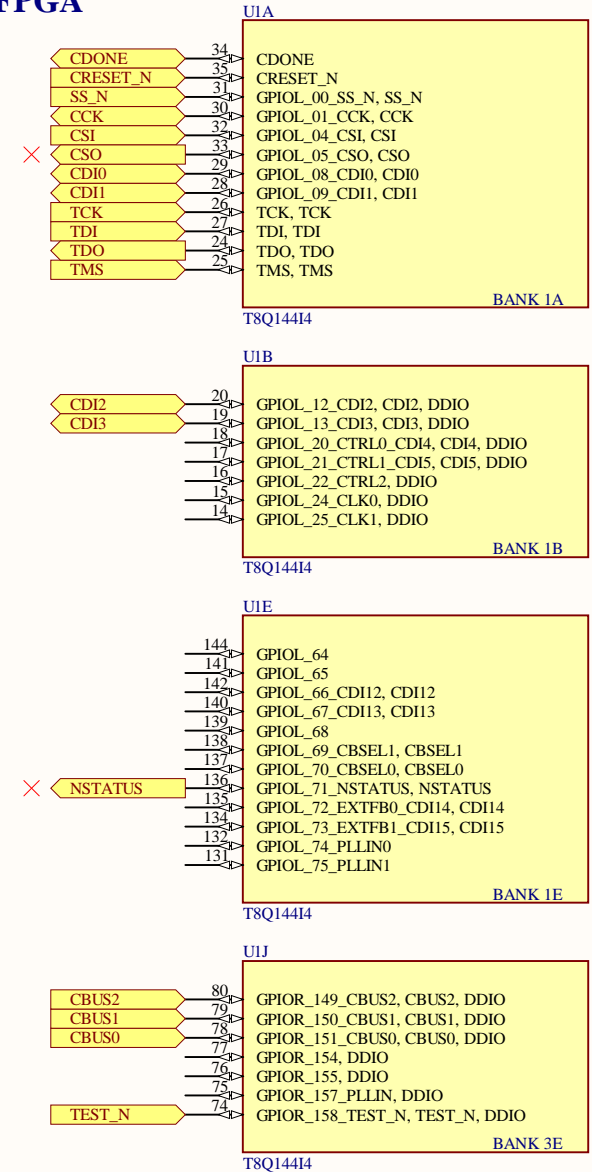 FPGA
U1A
CDONE 34 CDONE
CRESET_N 35 CRESET_N
SS_N 31 GPIOL_00_SS_N, SS_N
CCK 30 GPIOL_01_CCK, CCK
CSI 32 GPIOL_04_CSI, CSI
CSO 33 GPIOL_05_CSO, CSO
CDI0 29 GPIOL_08_CDI0, CDI0
CDI1 28 GPIOL_09_CDI1, CDI1
TCK 26 TCK, TCK
TDI 27 TDI, TDI
TDO 24 TDO, TDO
TMS 25 TMS, TMS
BANK 1A
T8Q144I4
U1B
CDI2 20 GPIOL_12_CDI2, CDI2, DDIO
CDI3 19 GPIOL_13_CDI3, CDI3, DDIO
18 GPIOL_20_CTRL0_CDI4, CDI4, DDIO
17 GPIOL_21_CTRL1_CDI5, CDI5, DDIO
16 GPIOL_22_CTRL2, DDIO
15 GPIOL_24_CLK0, DDIO
14 GPIOL_25_CLK1, DDIO
BANK 1B
T8Q144I4
U1E
144 GPIOL_64
141 GPIOL_65
142 GPIOL_66_CDI12, CDI12
140 GPIOL_67_CDI13, CDI13
139 GPIOL_68
138 GPIOL_69_CBSEL1, CBSEL1
137 GPIOL_70_CBSEL0, CBSEL0
NSTATUS 136 GPIOL_71_NSTATUS, NSTATUS
135 GPIOL_72_EXTFB0_CDI14, CDI14
134 GPIOL_73_EXTFB1_CDI15, CDI15
132 GPIOL_74_PLLIN0
131 GPIOL_75_PLLIN1
BANK 1E
T8Q144I4
U1J
CBUS2 80 GPIOR_149_CBUS2, CBUS2, DDIO
CBUS1 79 GPIOR_150_CBUS1, CBUS1, DDIO
CBUS0 78 GPIOR_151_CBUS0, CBUS0, DDIO
77 GPIOR_154, DDIO
76 GPIOR_155, DDIO
75 GPIOR_157_PLLIN, DDIO
TEST_N 74 GPIOR_158_TEST_N, TEST_N, DDIO
BANK 3E
T8Q144I4